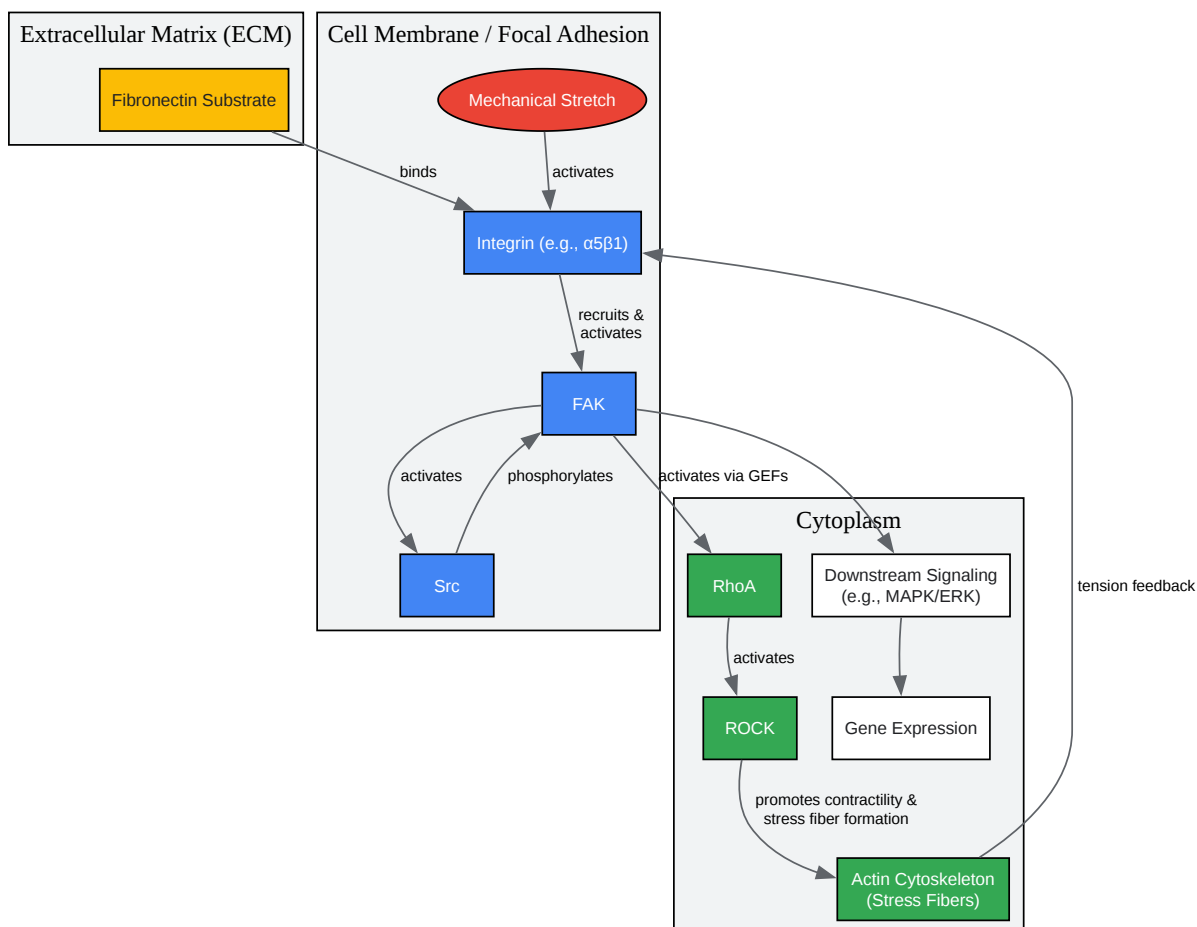 Extracellular Matrix (ECM)
Cell Membrane / Focal Adhesion
Fibronectin Substrate
Mechanical Stretch
binds
activates
Integrin (e.g., α5β1)
recruits &
activates
FAK
activates
phosphorylates
activates via GEFs
Cytoplasm
Src
RhoA
Downstream Signaling
(e.g., MAPK/ERK)
tension feedback
activates
ROCK
Gene Expression
promotes contractility &
stress fiber formation
Actin Cytoskeleton
(Stress Fibers)